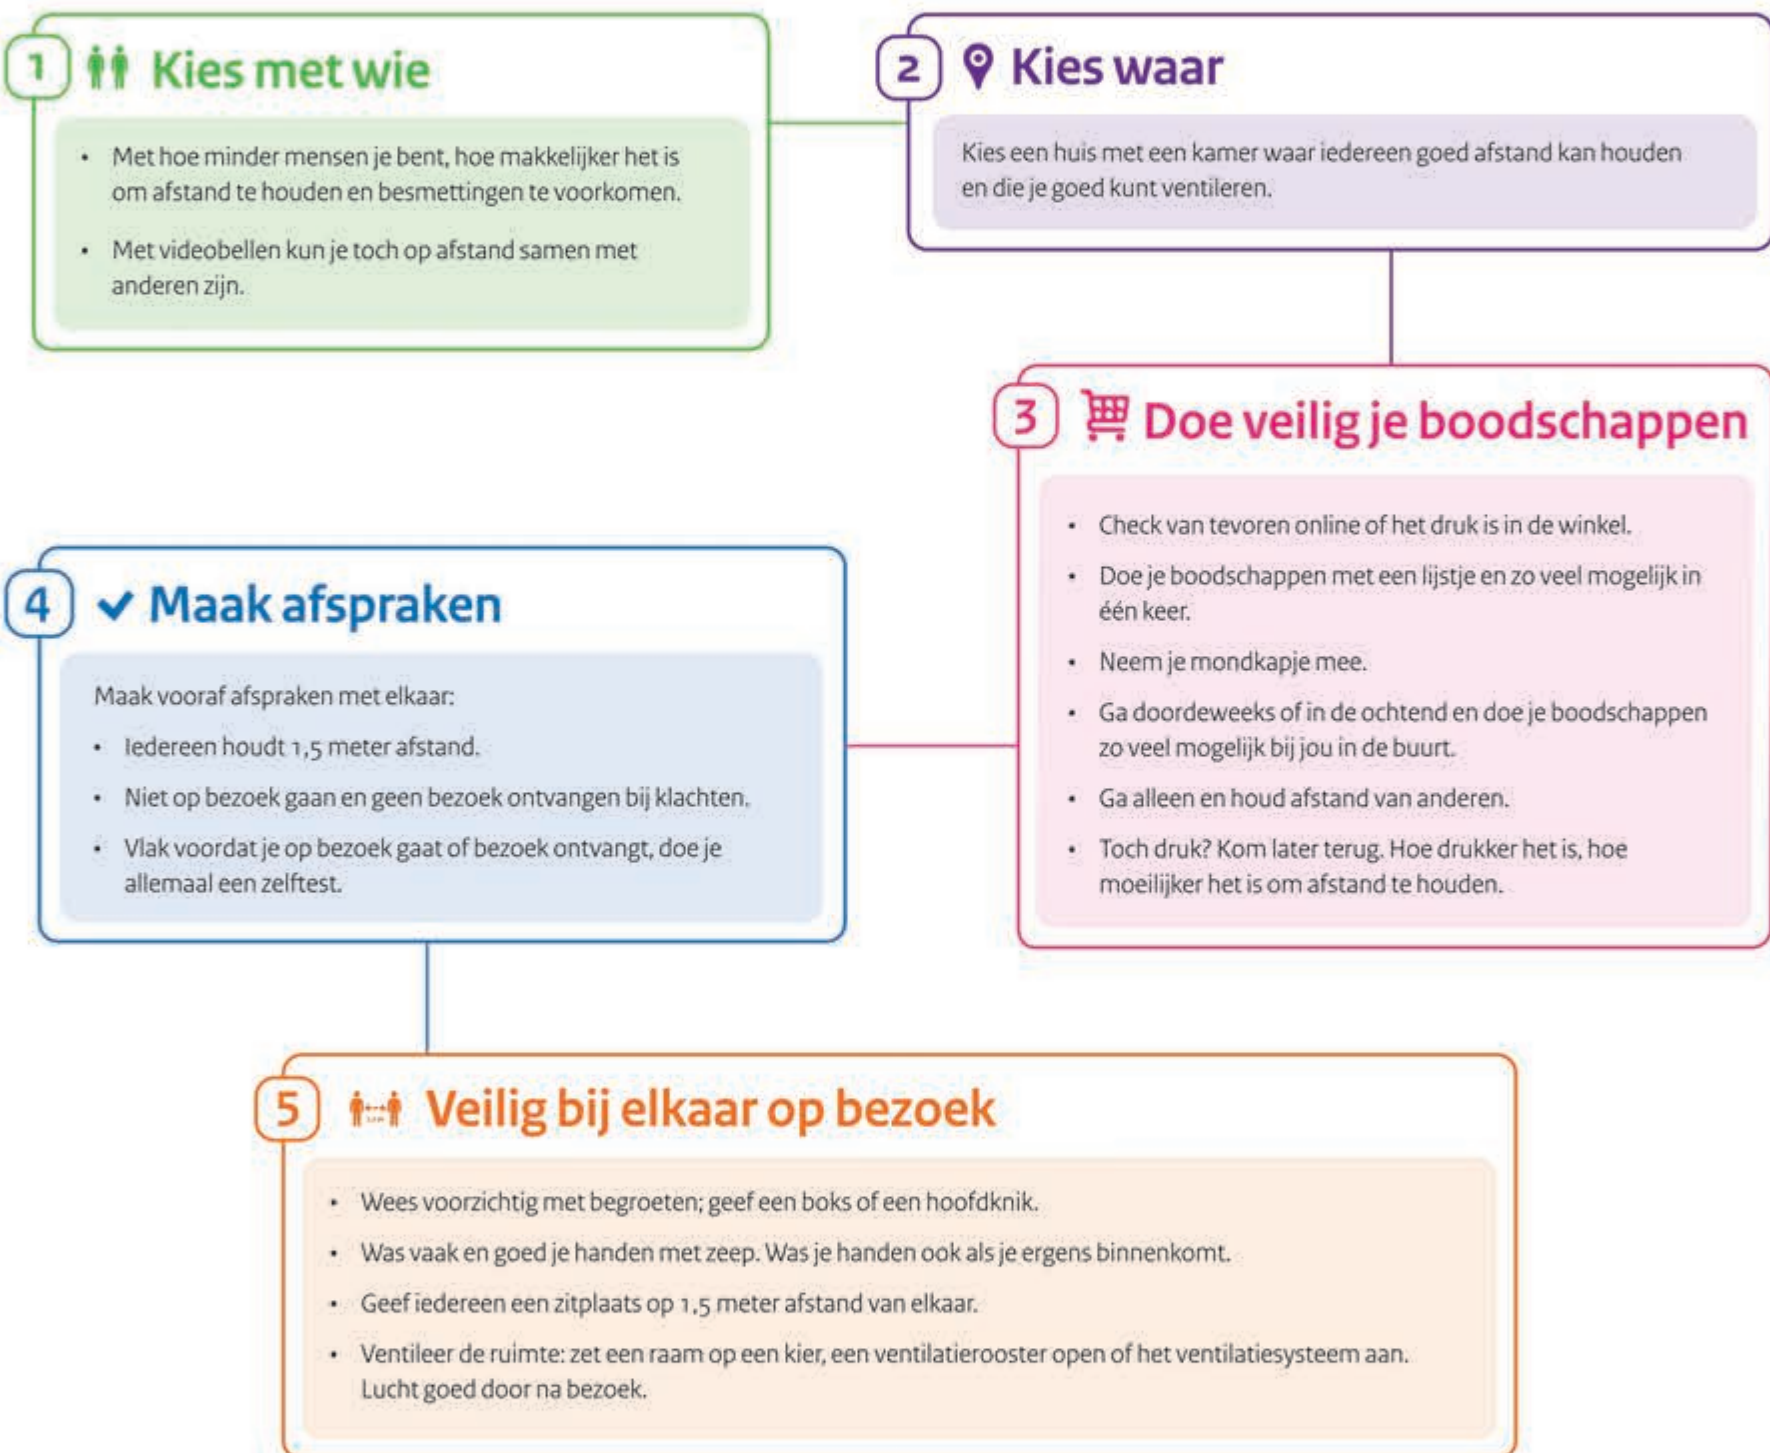 1 Kies met wie
• Met hoe minder mensen je bent, hoe makkelijker het is
om afstand te houden en besmettingen te voorkomen.
• Met videobellen kun je toch op afstand samen met
anderen zijn.
2 Kies waar
Kies een huis met een kamer waar iedereen goed afstand kan houden
en die je goed kunt ventileren.
3 Doe veilig je boodschappen
• Check van tevoren online of het druk is in de winkel.
• Doe je boodschappen met een lijstje en zo veel mogelijk in
één keer.
• Neem je mondkapje mee.
• Ga doordeweeks of in de ochtend en doe je boodschappen
zo veel mogelijk bij jou in de buurt.
• Ga alleen en houd afstand van anderen.
• Toch druk? Kom later terug. Hoe drukker het is, hoe
moeilijker het is om afstand te houden.
4 Maak afspraken
Maak vooraf afspraken met elkaar:
• Iedereen houdt 1,5 meter afstand.
• Niet op bezoek gaan en geen bezoek ontvangen bij klachten.
• Vlak voordat je op bezoek gaat of bezoek ontvangt, doe je
allemaal een zelftest.
5 Veilig bij elkaar op bezoek
• Wees voorzichtig met begroeten; geef een boks of een hoofdknik.
• Was vaak en goed je handen met zeep. Was je handen ook als je ergens binnenkomt.
• Geef iedereen een zitplaats op 1,5 meter afstand van elkaar.
• Ventileer de ruimte: zet een raam op een kier, een ventilatierooster open of het ventilatiesysteem aan.
Lucht goed door na bezoek.